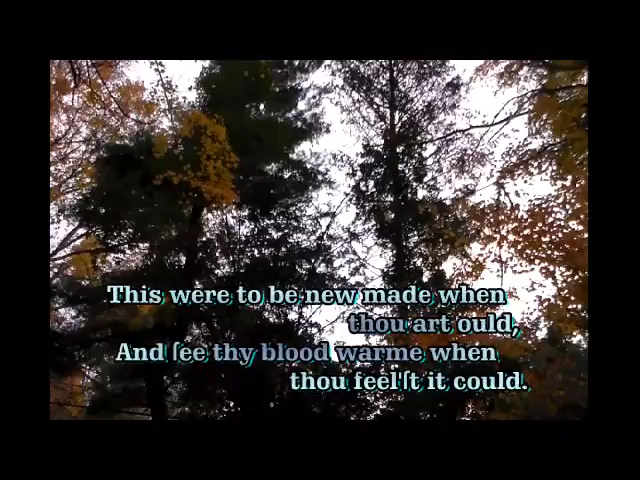 This were to be new made when
thou art ould,
And ſee thy blood warme when
thou feel'ſt it could.